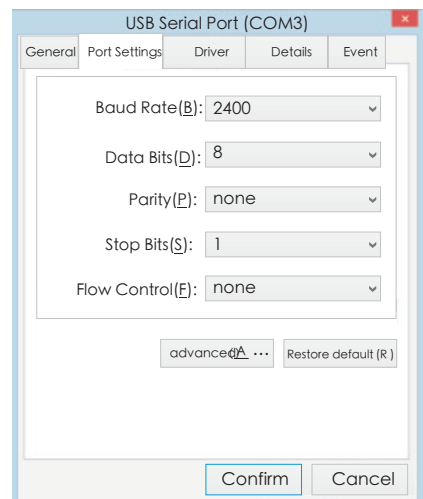 USB Serial Port (COM3)
×
General Port Settings Driver Details Event
Baud Rate(B): 2400
Data Bits(D): 8
Parity(P): none
Stop Bits(S): 1
Flow Control(F): none
advanced(A ... Restore default (R )
Confirm Cancel